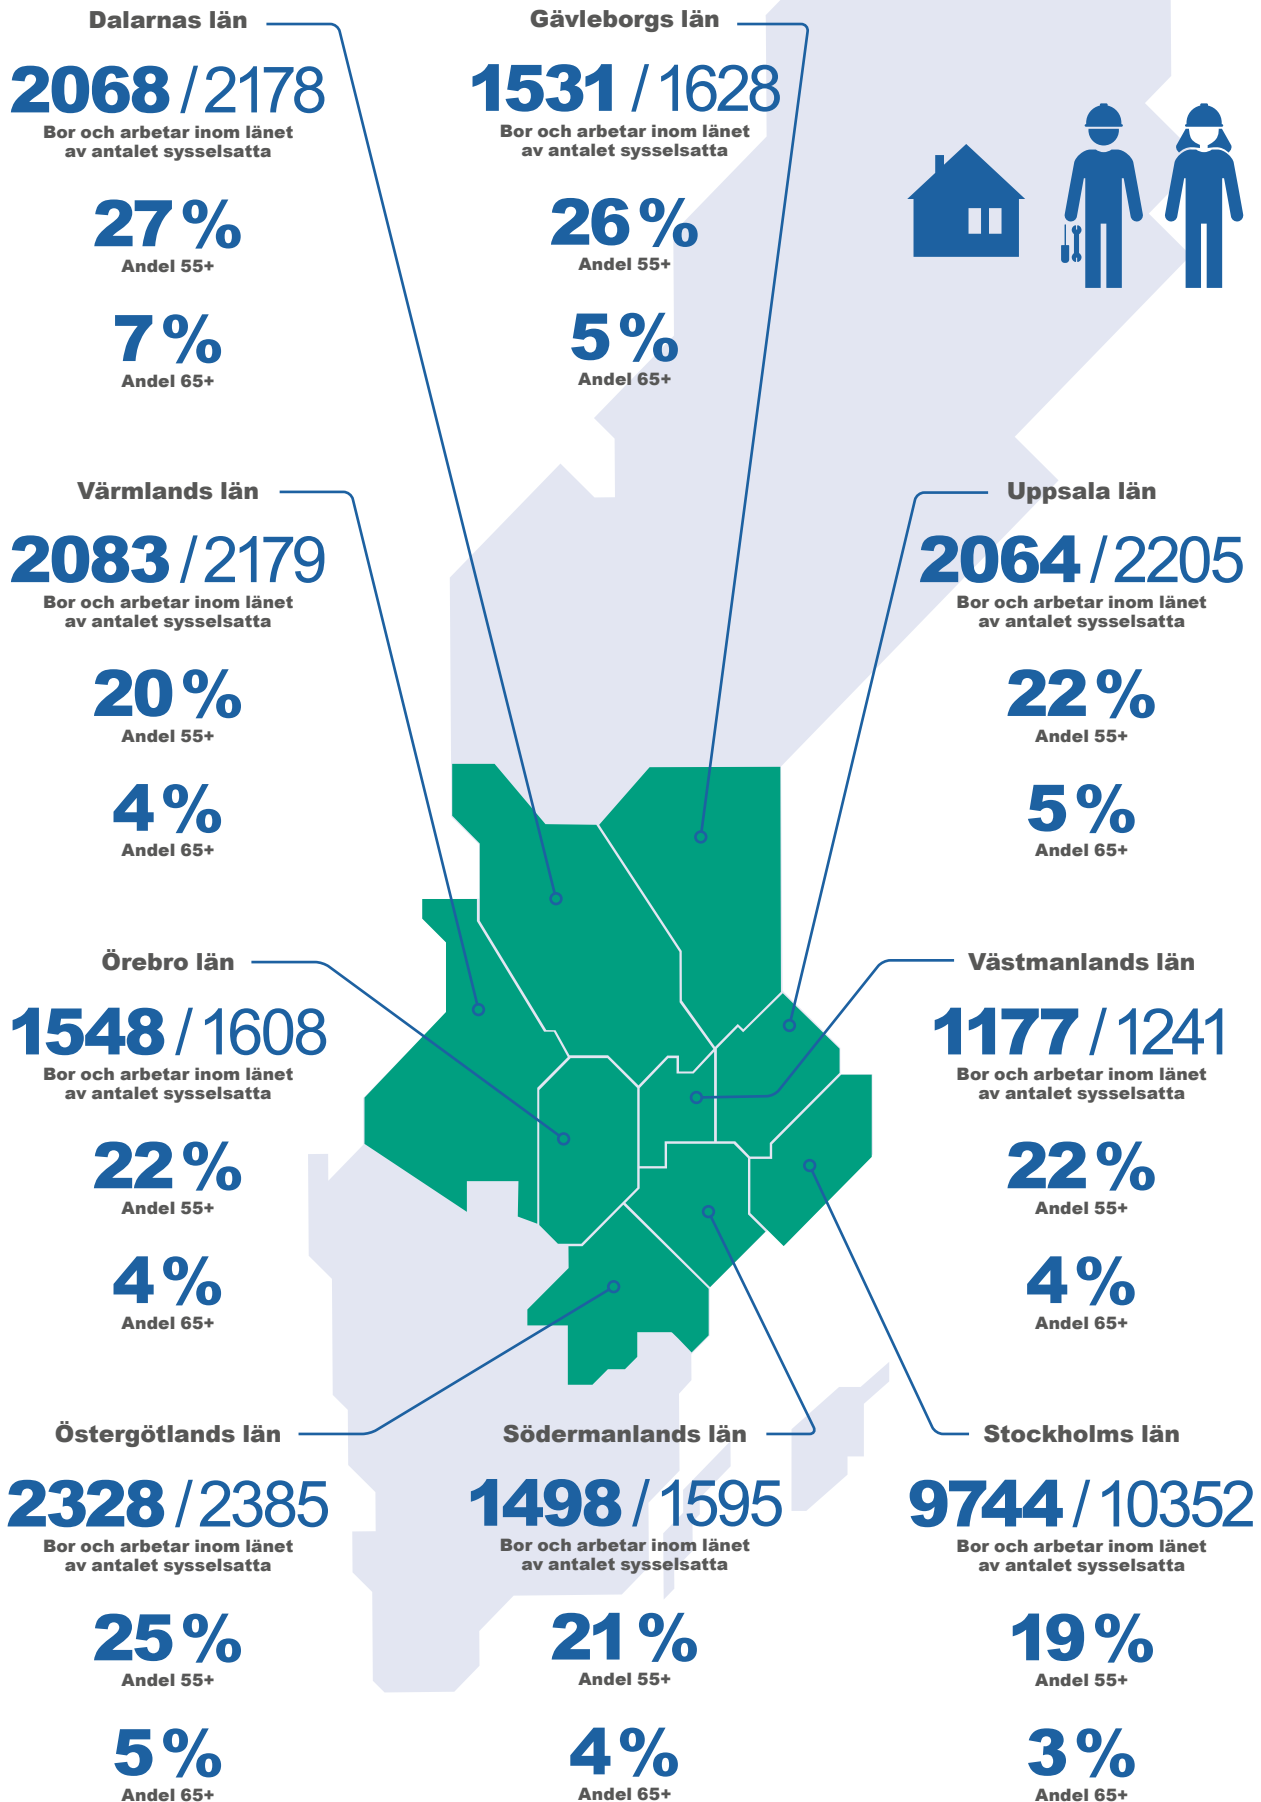 Dalarnas län
2068 / 2178
Bor och arbetar inom länet
av antalet sysselsatta
27 %
Andel 55+
7 %
Andel 65+
Gävleborgs län
1531 / 1628
Bor och arbetar inom länet
av antalet sysselsatta
26 %
Andel 55+
5 %
Andel 65+
Värmlands län
2083 / 2179
Bor och arbetar inom länet
av antalet sysselsatta
20 %
Andel 55+
4 %
Andel 65+
Uppsala län
2064 / 2205
Bor och arbetar inom länet
av antalet sysselsatta
22 %
Andel 55+
5 %
Andel 65+
Örebro län
1548 / 1608
Bor och arbetar inom länet
av antalet sysselsatta
22 %
Andel 55+
4 %
Andel 65+
Västmanlands län
1177 / 1241
Bor och arbetar inom länet
av antalet sysselsatta
22 %
Andel 55+
4 %
Andel 65+
Östergötlands län
2328 / 2385
Bor och arbetar inom länet
av antalet sysselsatta
25 %
Andel 55+
5 %
Andel 65+
Södermanlands län
1498 / 1595
Bor och arbetar inom länet
av antalet sysselsatta
21 %
Andel 55+
4 %
Andel 65+
Stockholms län
9744 / 10352
Bor och arbetar inom länet
av antalet sysselsatta
19 %
Andel 55+
3 %
Andel 65+